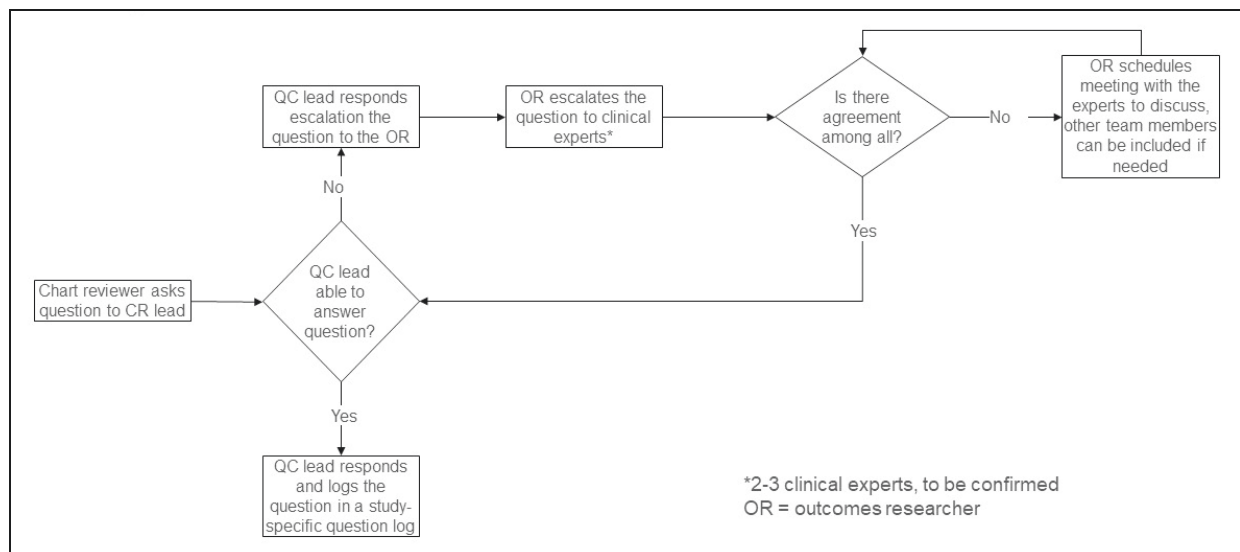 Chart reviewer asks
question to CR lead
QC lead
able to
answer
question?
No
QC lead responds
escalation the
question to the OR
OR escalates the
question to clinical
experts*
Is there
agreement
among all?
No
OR schedules
meeting with the
experts to discuss,
other team members
can be included if
needed
Yes
Yes
QC lead responds
and logs the
question in a study-
specific question log
*2-3 clinical experts, to be confirmed
OR = outcomes researcher